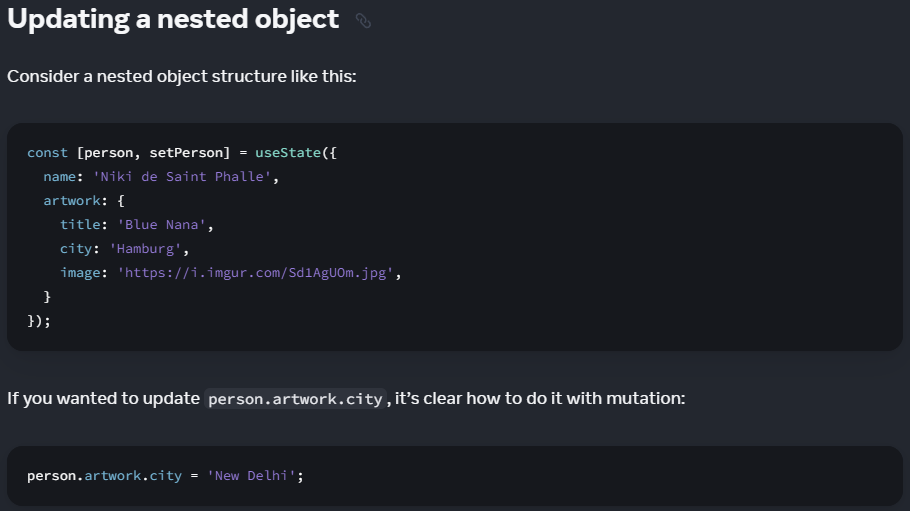 Updating a nested object
Consider a nested object structure like this:
const [person, setPerson] = useState({
  name: 'Niki de Saint Phalle',
  artwork: {
    title: 'Blue Nana',
    city: 'Hamburg',
    image: 'https://i.imgur.com/Sd1AgUOm.jpg',
  }
});
If you wanted to update person.artwork.city, it’s clear how to do it with mutation:
person.artwork.city = 'New Delhi';